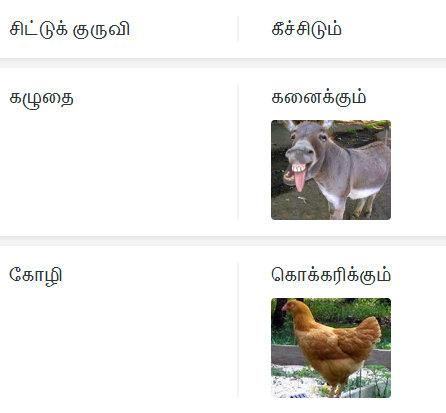 சிட்டுக் குருவி
கீச்சிடும்
கழுதை
கனைக்கும்
கோழி
கொக்கரிக்கும்